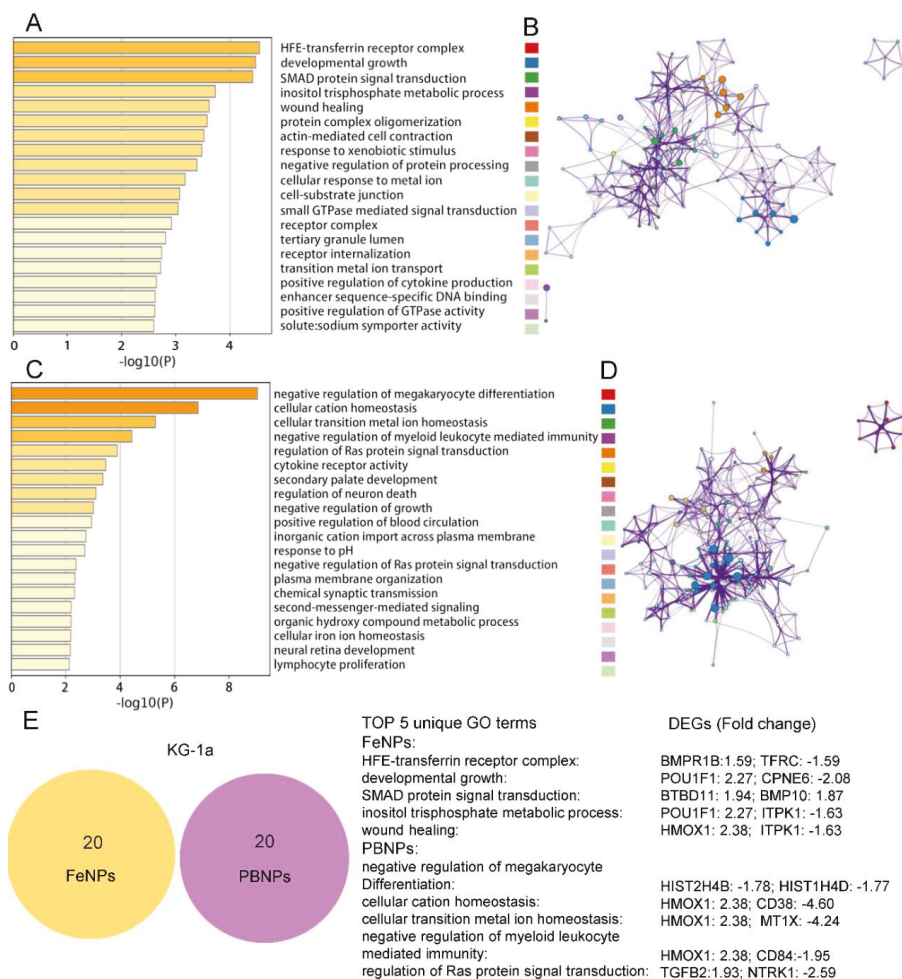 A
B
HFE-transferrin receptor complex
developmental growth
SMAD protein signal transduction
inositol trisphosphate metabolic process
wound healing
protein complex oligomerization
actin-mediated cell contraction
response to xenobiotic stimulus
negative regulation of protein processing
cellular response to metal ion
cell-substrate junction
small GTPase mediated signal transduction
receptor complex
tertiary granule lumen
receptor internalization
transition metal ion transport
positive regulation of cytokine production
enhancer sequence-specific DNA binding
positive regulation of GTPase activity
solute:sodium symporter activity
0 1 2 3 4
-log10(P)
C
D
negative regulation of megakaryocyte differentiation
cellular cation homeostasis
cellular transition metal ion homeostasis
negative regulation of myeloid leukocyte mediated immunity
regulation of Ras protein signal transduction
cytokine receptor activity
secondary palate development
regulation of neuron death
negative regulation of growth
positive regulation of blood circulation
inorganic cation import across plasma membrane
response to pH
negative regulation of Ras protein signal transduction
plasma membrane organization
chemical synaptic transmission
second-messenger-mediated signaling
organic hydroxy compound metabolic process
cellular iron ion homeostasis
neural retina development
lymphocyte proliferation
0 2 4 6 8
-log10(P)
E
KG-1a
20
FeNPs
20
PBNPs
TOP 5 unique GO terms DEGs (Fold change)
FeNPs:
HFE-transferrin receptor complex: BMPR1B:1.59; TFRC: -1.59
developmental growth: POU1F1: 2.27; CPNE6: -2.08
SMAD protein signal transduction: BTBD11: 1.94; BMP10: 1.87
inositol trisphosphate metabolic process: POU1F1: 2.27; ITPK1: -1.63
wound healing: HMOX1: 2.38; ITPK1: -1.63
PBNPs:
negative regulation of megakaryocyte
Differentiation: HIST2H4B: -1.78; HIST1H4D: -1.77
cellular cation homeostasis: HMOX1: 2.38; CD38: -4.60
cellular transition metal ion homeostasis: HMOX1: 2.38; MT1X: -4.24
negative regulation of myeloid leukocyte
mediated immunity: HMOX1: 2.38; CD84:-1.95
regulation of Ras protein signal transduction: TGFB2:1.93; NTRK1: -2.59